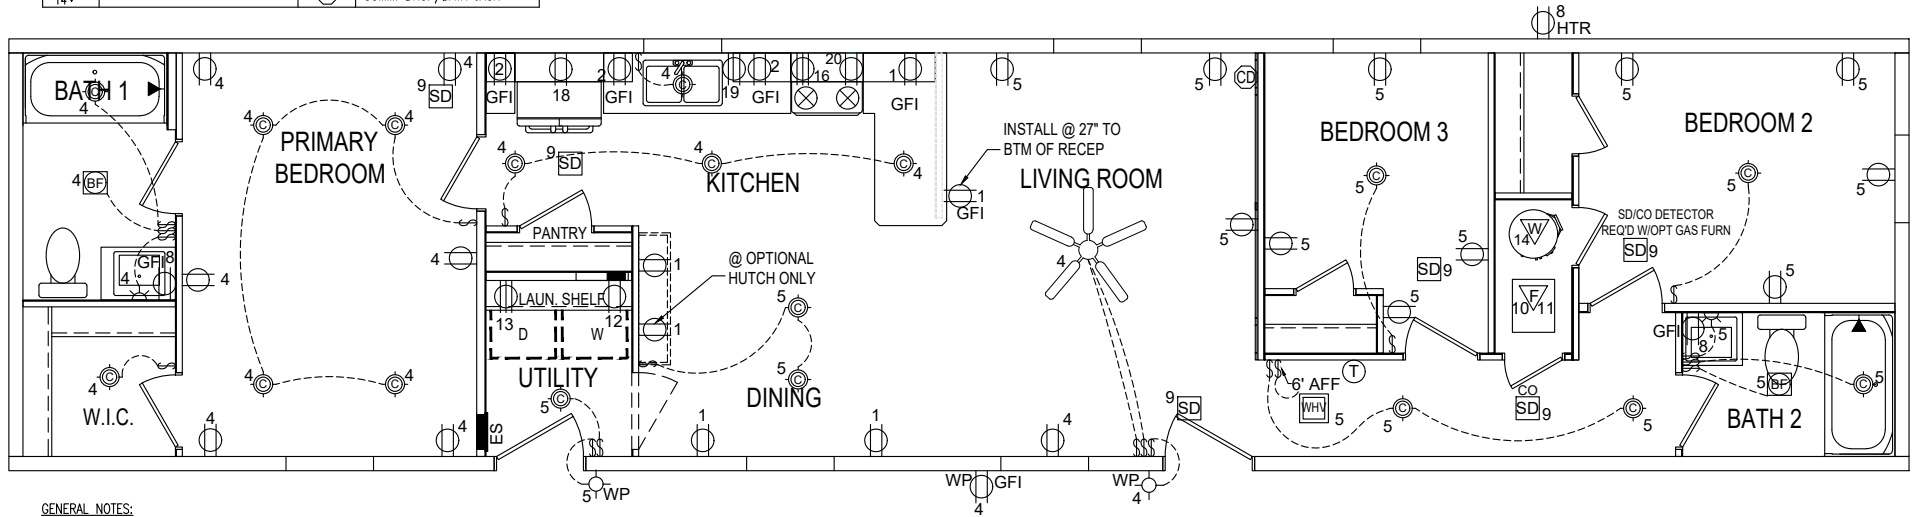 8
HTR
BATH 1
4
4
4
9
SD
4
4
PRIMARY
BEDROOM
2
GFI
18
2
GFI
4
19
2
GFI
20
16
1
GFI
5
5
CD
5
BEDROOM 3
5
5
BEDROOM 2
INSTALL @ 27" TO
BTM OF RECEP
4
9
SD
4
4
KITCHEN
LIVING ROOM
1
GFI
4
BF
5
5
5
SD/CO DETECTOR
REQ'D W/OPT GAS FURN
SD 9
W
14
PANTRY
4
GFI
8
4
4
1
@ OPTIONAL
HUTCH ONLY
4
5
5
5
SD 9
5
F
10 11
5
LAUN. SHELF
13
12
D
W
1
5
5
GFI
8
5
W.I.C.
4
4
4
UTILITY
5
DINING
5
T
6' AFF
WHV
5
5
CO
SD 9
5
5
BF
5
BATH 2
4
4
ES
1
1
4
9
SD
5
WP
WP
GFI
4
WP
4
GENERAL NOTES: